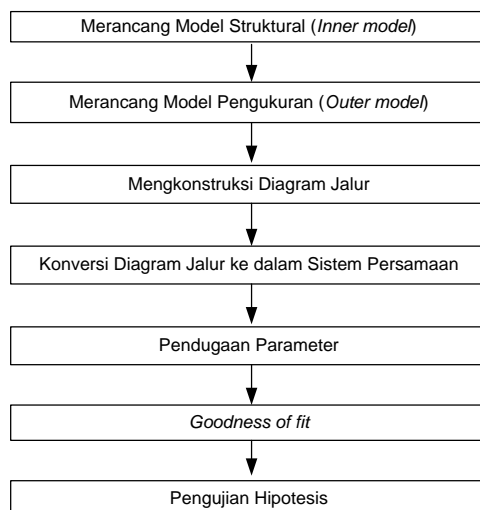 Merancang Model Struktural (Inner model)
Merancang Model Pengukuran (Outer model)
Mengkonstruksi Diagram Jalur
Konversi Diagram Jalur ke dalam Sistem Persamaan
Pendugaan Parameter
Goodness of fit
Pengujian Hipotesis